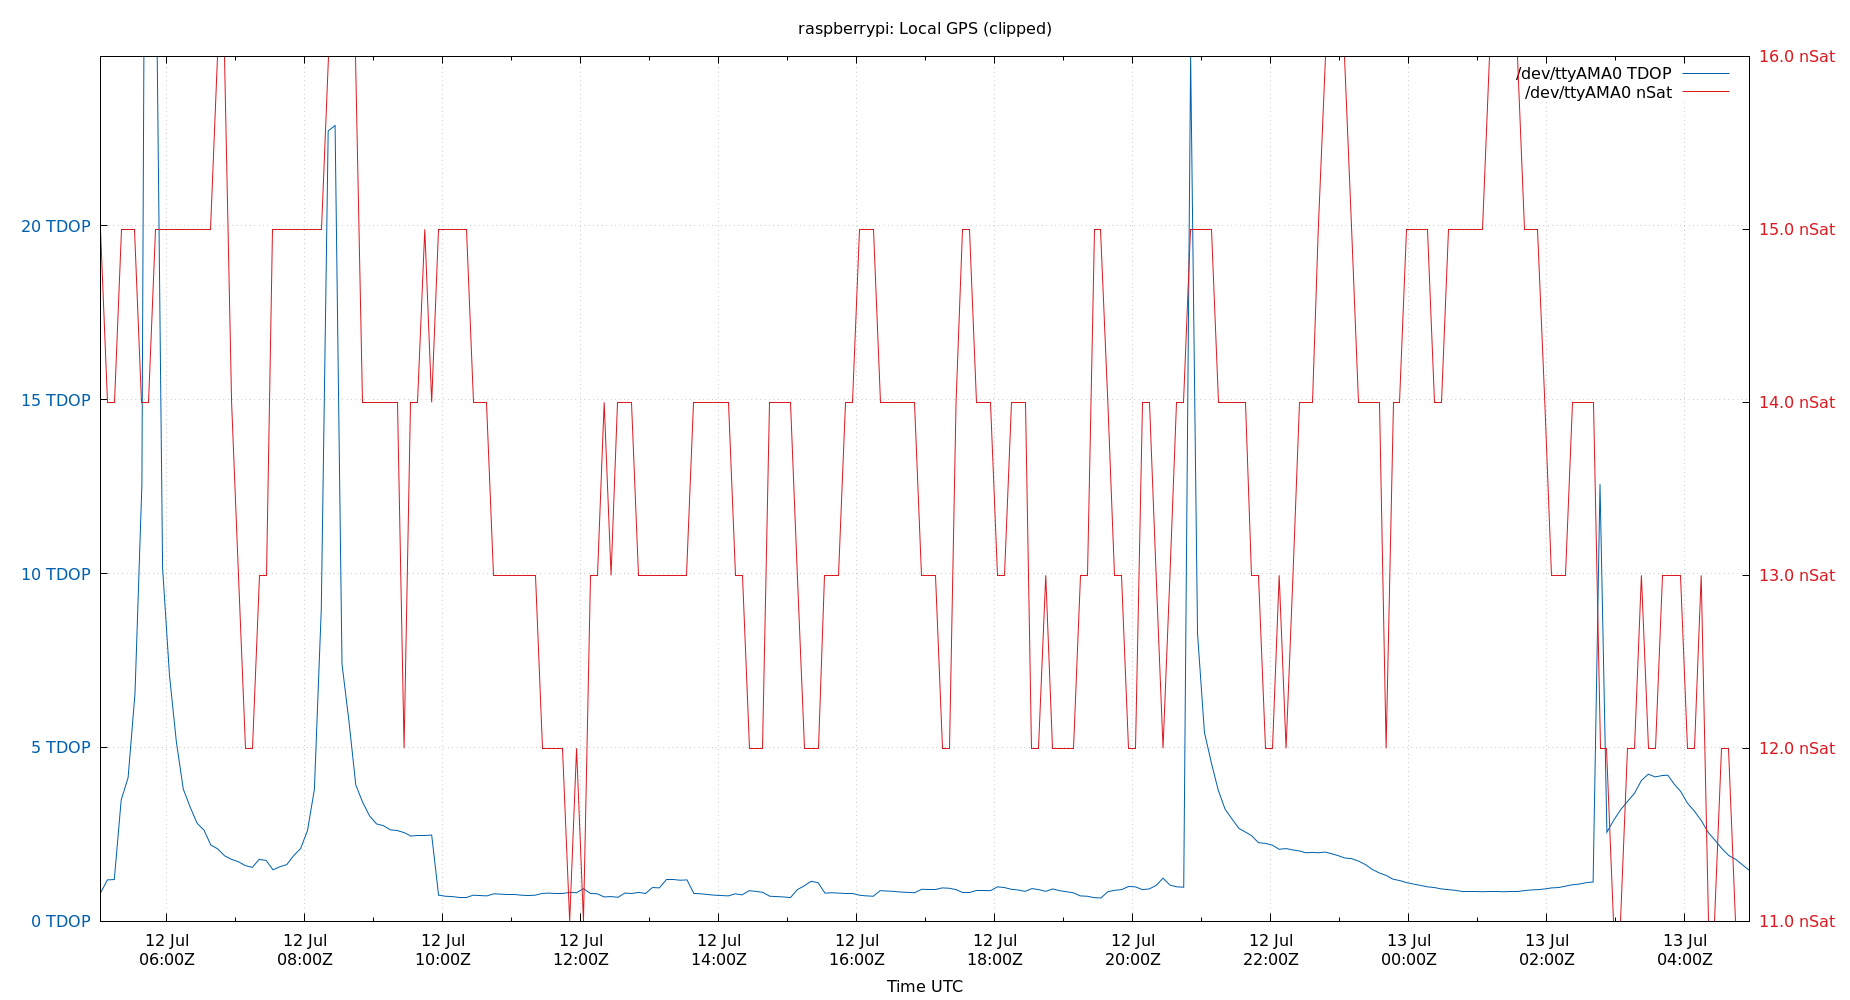 raspberrypi: Local GPS (clipped)
/dev/ttyAMA0 TDOP
/dev/ttyAMA0 nSat
20 TDOP
15 TDOP
10 TDOP
5 TDOP
0 TDOP
16.0 nSat
15.0 nSat
14.0 nSat
13.0 nSat
12.0 nSat
11.0 nSat
12 Jul 12 Jul 12 Jul 12 Jul 12 Jul 12 Jul 12 Jul 12 Jul 12 Jul 13 Jul 13 Jul 13 Jul
06:00Z 08:00Z 10:00Z 12:00Z 14:00Z 16:00Z 18:00Z 20:00Z 22:00Z 00:00Z 02:00Z 04:00Z
Time UTC